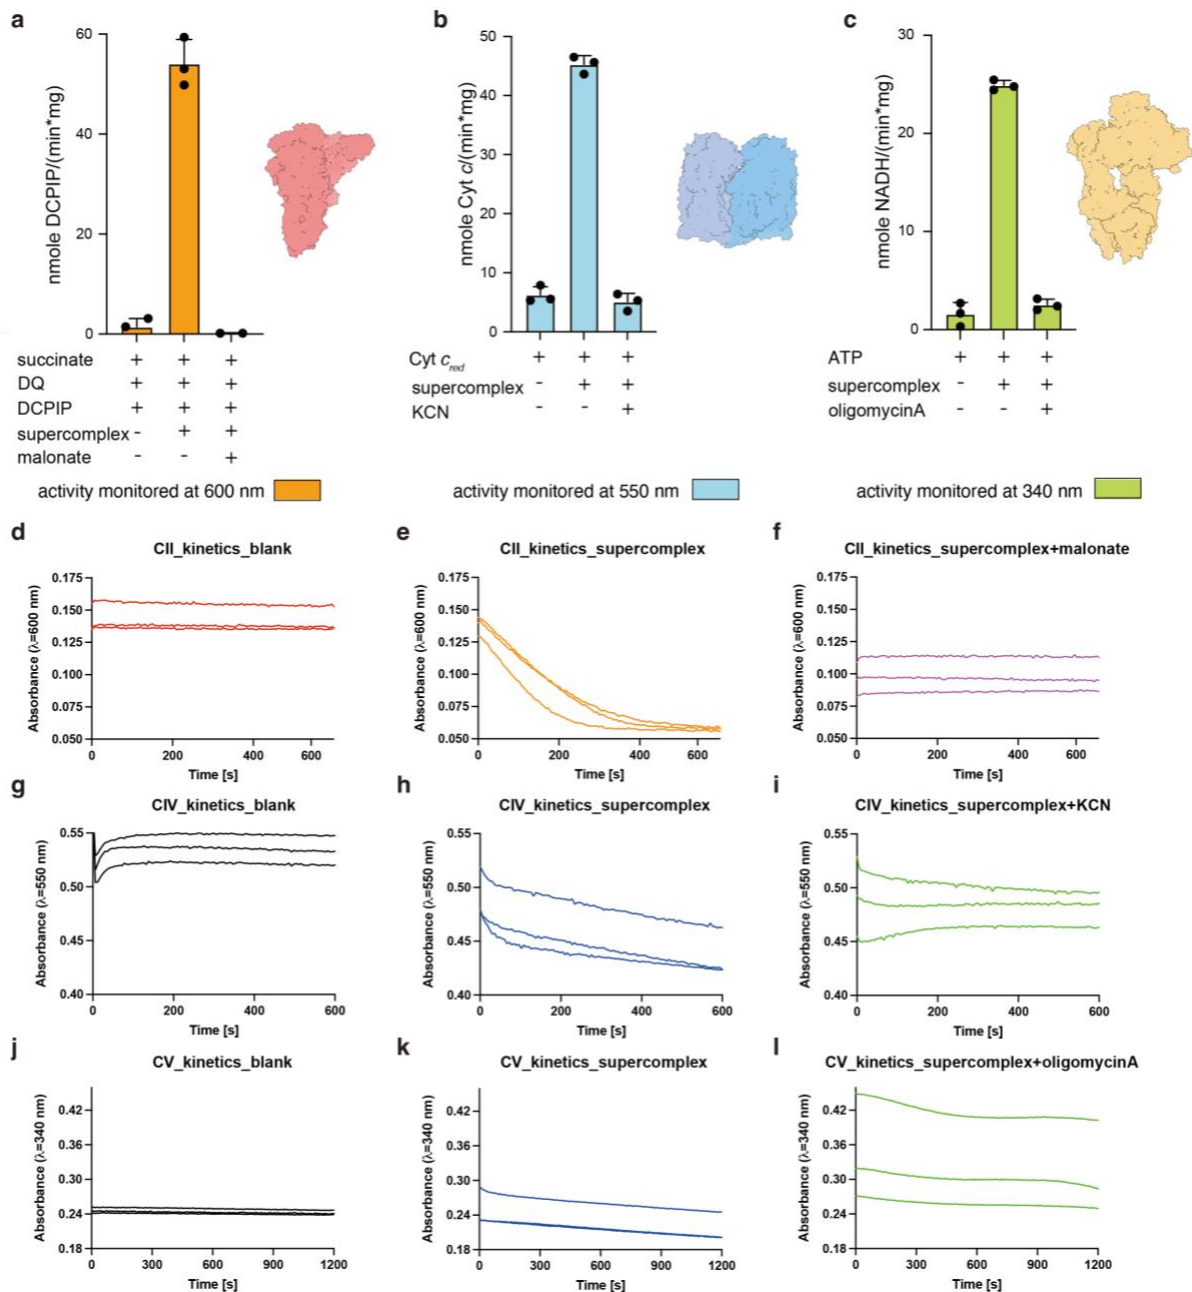 a
nmole DCPIP/(min*mg)
60
40
20
0
succinate + + +
DQ + + +
DCPIP + + +
supercomplex - + +
malonate - - +
activity monitored at 600 nm
b
nmole Cyt c/(min*mg)
50
40
30
20
10
0
Cyt c_red + + +
supercomplex - + +
KCN - - +
activity monitored at 550 nm
c
nmole NADH/(min*mg)
30
20
10
0
ATP + + +
supercomplex - + +
oligomycinA - - +
activity monitored at 340 nm
d
CII_kinetics_blank
Absorbance (λ=600 nm)
0.175
0.150
0.125
0.100
0.075
0.050
0 200 400 600
Time [s]
e
CII_kinetics_supercomplex
Absorbance (λ=600 nm)
0.175
0.150
0.125
0.100
0.075
0.050
0 200 400 600
Time [s]
f
CII_kinetics_supercomplex+malonate
Absorbance (λ=600 nm)
0.175
0.150
0.125
0.100
0.075
0.050
0 200 400 600
Time [s]
g
CIV_kinetics_blank
Absorbance (λ=550 nm)
0.55
0.50
0.45
0.40
0 200 400 600
Time [s]
h
CIV_kinetics_supercomplex
Absorbance (λ=550 nm)
0.55
0.50
0.45
0.40
0 200 400 600
Time [s]
i
CIV_kinetics_supercomplex+KCN
Absorbance (λ=550 nm)
0.55
0.50
0.45
0.40
0 200 400 600
Time [s]
j
CV_kinetics_blank
Absorbance (λ=340 nm)
0.42
0.36
0.30
0.24
0.18
0 300 600 900 1200
Time [s]
k
CV_kinetics_supercomplex
Absorbance (λ=340 nm)
0.42
0.36
0.30
0.24
0.18
0 300 600 900 1200
Time [s]
l
CV_kinetics_supercomplex+oligomycinA
Absorbance (λ=340 nm)
0.42
0.36
0.30
0.24
0.18
0 300 600 900 1200
Time [s]